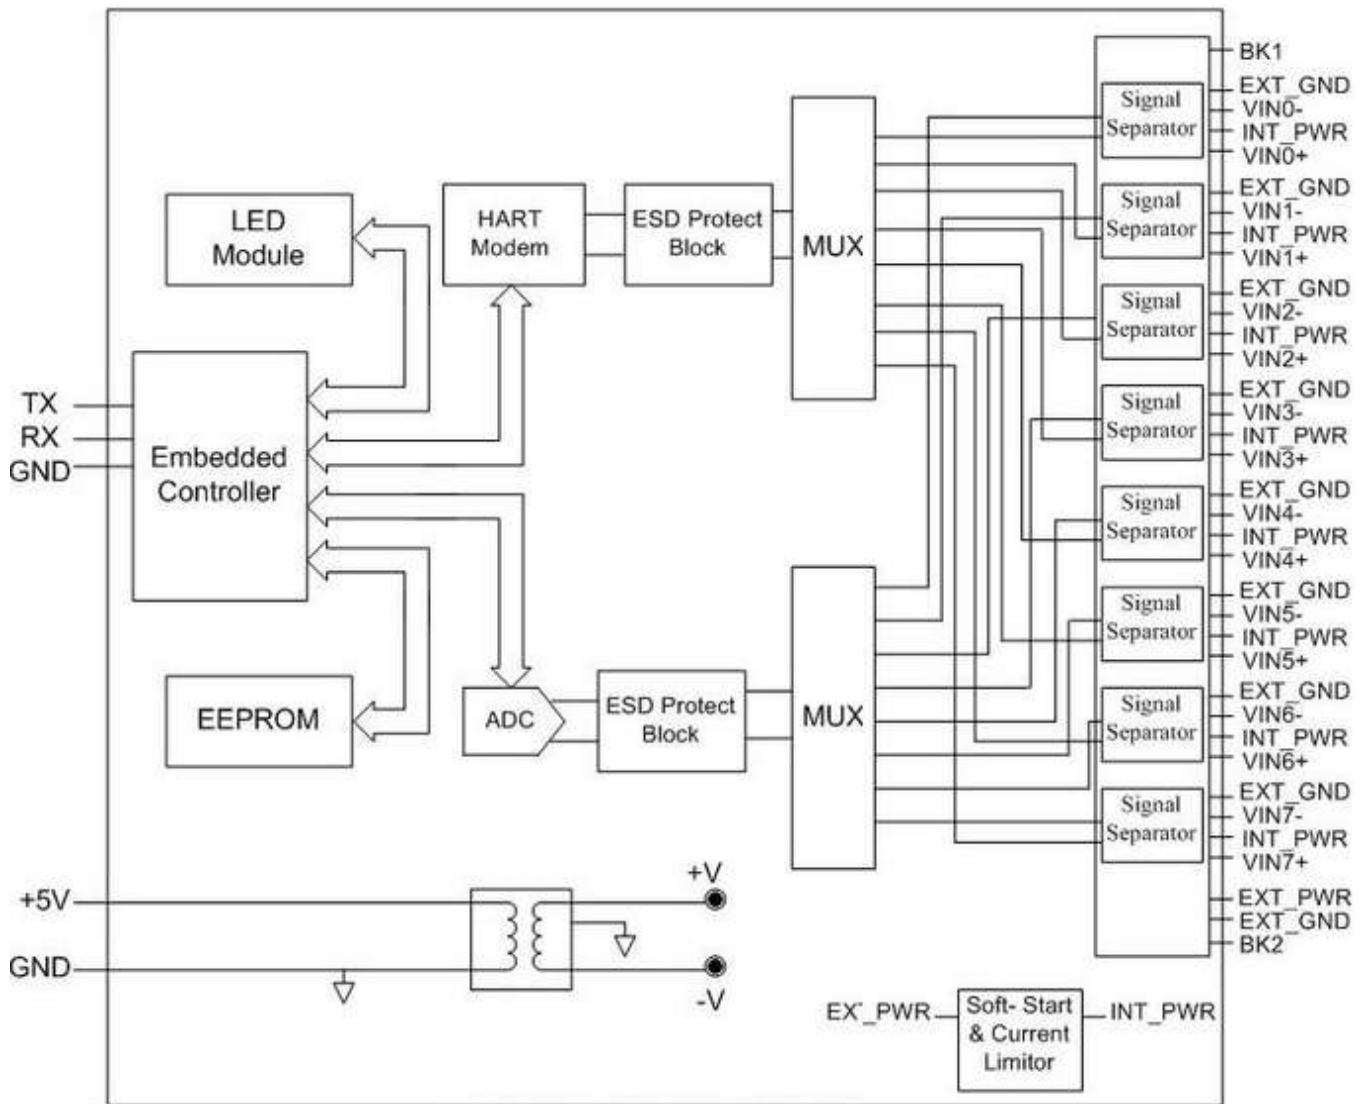 BK1
Signal
Separator
EXT_GND
VIN0-
INT_PWR
VIN0+
Signal
Separator
EXT_GND
VIN1-
INT_PWR
VIN1+
Signal
Separator
EXT_GND
VIN2-
INT_PWR
VIN2+
Signal
Separator
EXT_GND
VIN3-
INT_PWR
VIN3+
Signal
Separator
EXT_GND
VIN4-
INT_PWR
VIN4+
Signal
Separator
EXT_GND
VIN5-
INT_PWR
VIN5+
Signal
Separator
EXT_GND
VIN6-
INT_PWR
VIN6+
Signal
Separator
EXT_GND
VIN7-
INT_PWR
VIN7+
EXT_PWR
EXT_GND
BK2
LED
Module
HART
Modem
ESD Protect
Block
MUX
TX
RX
GND
Embedded
Controller
EEPROM
ADC
ESD Protect
Block
MUX
+5V
GND
+V
-V
EX_PWR
Soft- Start
& Current
Limitor
INT_PWR